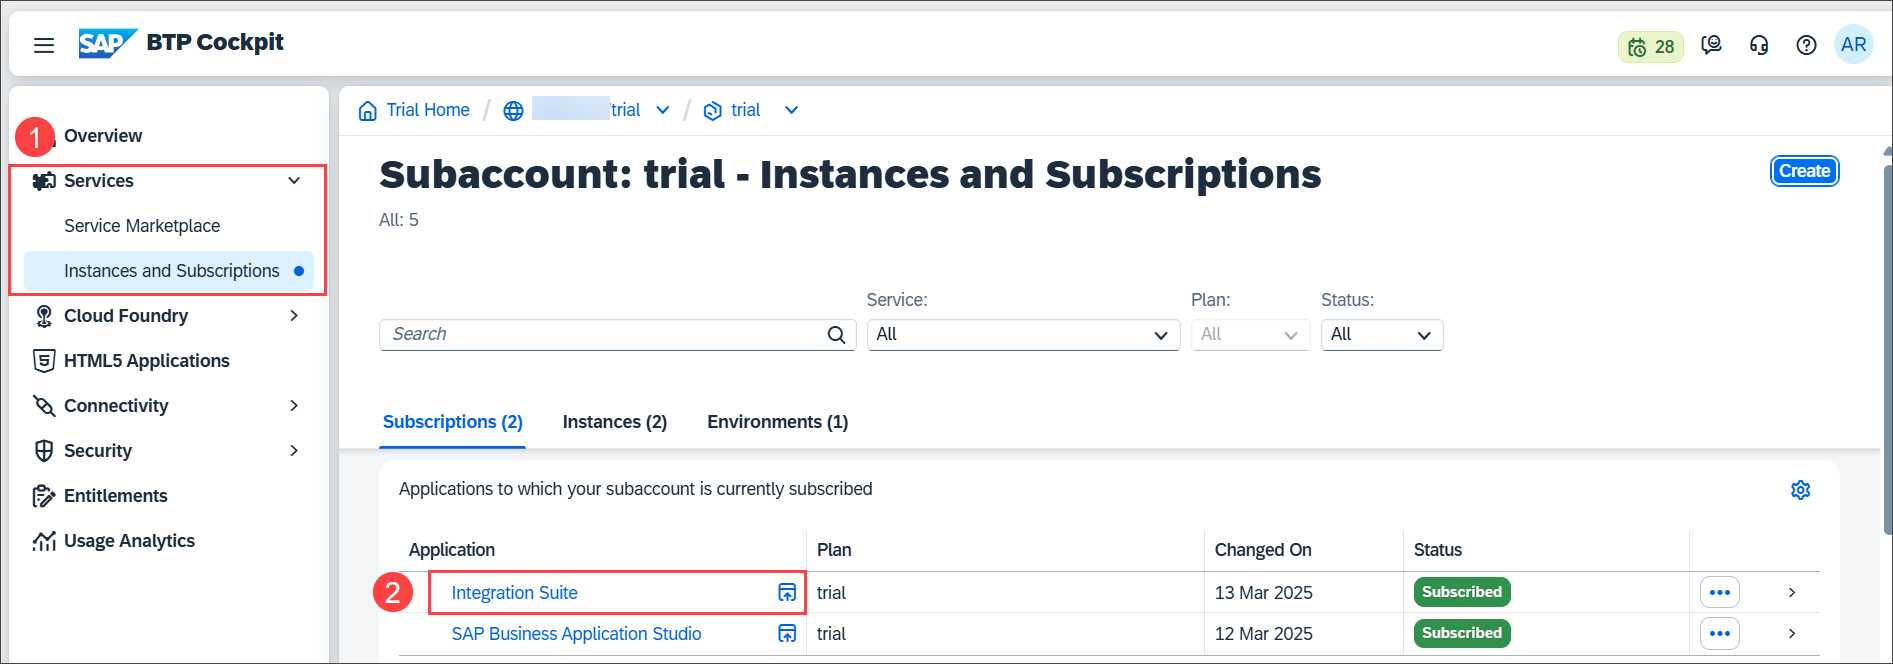 SAP BTP Cockpit
28
AR
1
Overview
Services
Service Marketplace
Instances and Subscriptions
Cloud Foundry
HTML5 Applications
Connectivity
Security
Entitlements
Usage Analytics
Trial Home / trial / trial
Subaccount: trial - Instances and Subscriptions
Create
All: 5
Service: Plan: Status:
Search All All All
Subscriptions (2) Instances (2) Environments (1)
Applications to which your subaccount is currently subscribed
Application Plan Changed On Status
2 Integration Suite trial 13 Mar 2025 Subscribed
SAP Business Application Studio trial 12 Mar 2025 Subscribed